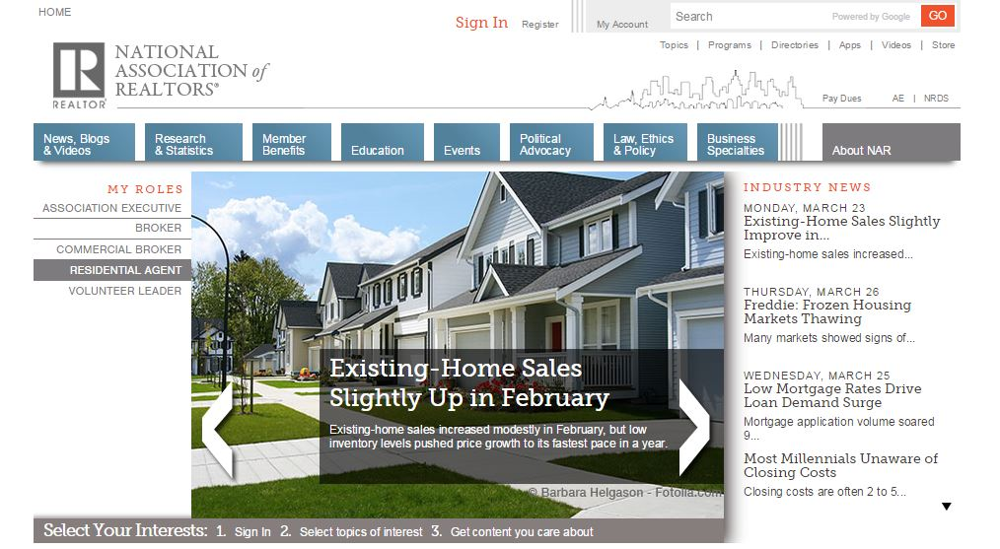 HOME
Sign In Register My Account Search Powered by Google GO
Topics | Programs | Directories | Apps | Videos | Store
NATIONAL
ASSOCIATION of
REALTORS®
REALTOR®
Pay Dues AE | NRDS
News, Blogs
& Videos
Research
& Statistics
Member
Benefits
Education
Events
Political
Advocacy
Law, Ethics
& Policy
Business
Specialties
About NAR
MY ROLES
ASSOCIATION EXECUTIVE
BROKER
COMMERCIAL BROKER
RESIDENTIAL AGENT
VOLUNTEER LEADER
Existing-Home Sales
Slightly Up in February
Existing-home sales increased modestly in February, but low
inventory levels pushed price growth to its fastest pace in a year.
© Barbara Helgason - Fotolia.com
INDUSTRY NEWS
MONDAY, MARCH 23
Existing-Home Sales Slightly
Improve in...
Existing-home sales increased...
THURSDAY, MARCH 26
Freddie: Frozen Housing
Markets Thawing
Many markets showed signs of...
WEDNESDAY, MARCH 25
Low Mortgage Rates Drive
Loan Demand Surge
Mortgage application volume soared
9...
Most Millennials Unaware of
Closing Costs
Closing costs are often 2 to 5...
Select Your Interests: 1. Sign In 2. Select topics of interest 3. Get content you care about